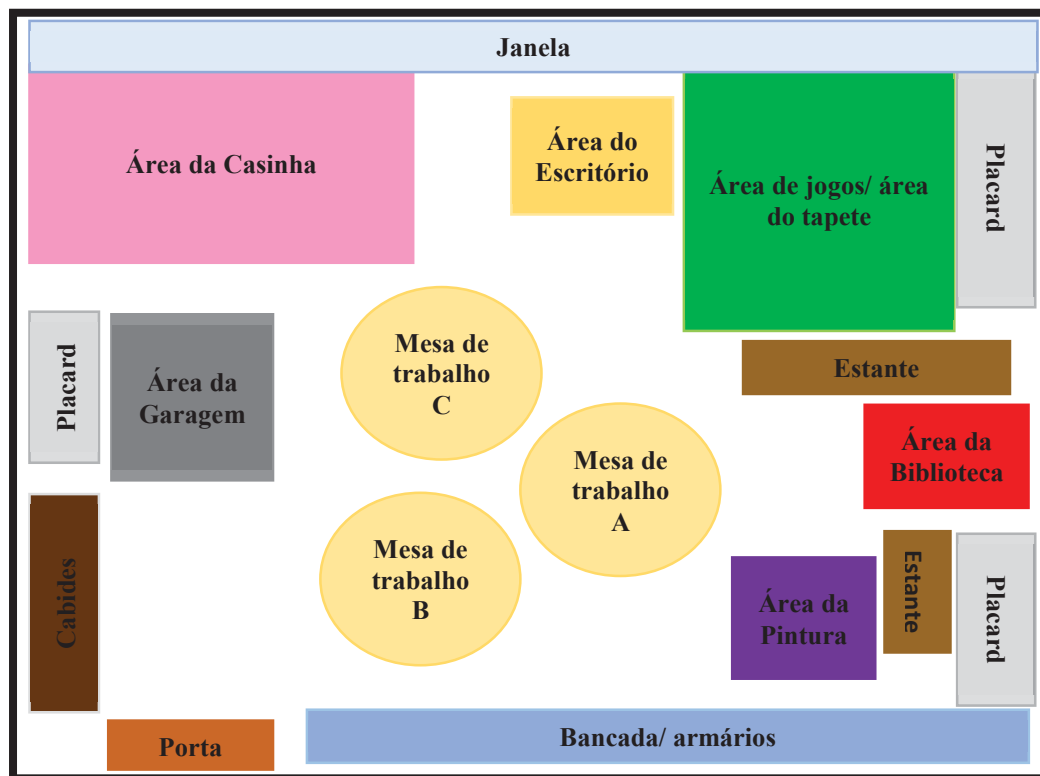 Janela
Área da Casinha
Área do
Escritório
Área de jogos/ área
do tapete
Placard
Placard
Área da
Garagem
Mesa de
trabalho
C
Estante
Área da
Biblioteca
Mesa de
trabalho
A
Cabides
Mesa de
trabalho
B
Área da
Pintura
Estante
Placard
Porta
Bancada/ armários